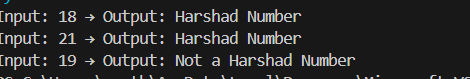 Input: 18 → Output: Harshad Number
Input: 21 → Output: Harshad Number
Input: 19 → Output: Not a Harshad Number